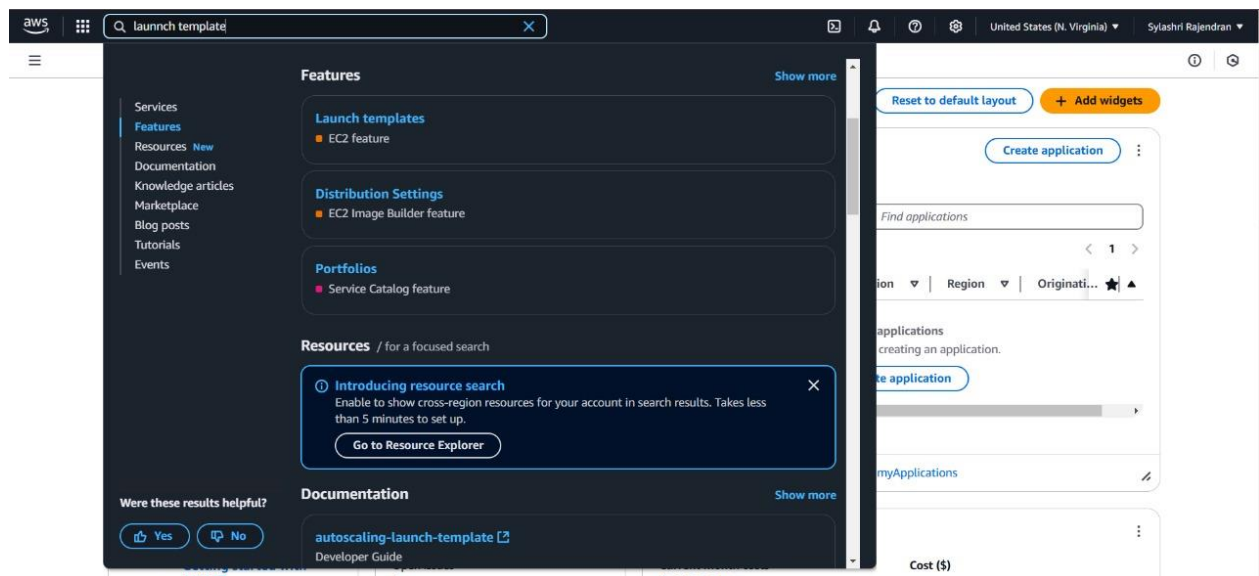 aws
launnch template
United States (N. Virginia) ▼
Sylashri Rajendran ▼
Services
Features
Resources New
Documentation
Knowledge articles
Marketplace
Blog posts
Tutorials
Events
Were these results helpful?
Yes
No
Features
Show more
Launch templates
EC2 feature
Distribution Settings
EC2 Image Builder feature
Portfolios
Service Catalog feature
Resources / for a focused search
Introducing resource search
Enable to show cross-region resources for your account in search results. Takes less
than 5 minutes to set up.
Go to Resource Explorer
Documentation
Show more
autoscaling-launch-template
Developer Guide
Reset to default layout
+ Add widgets
Create application
Find applications
< 1 >
ion
Region
Originati...
applications
creating an application.
te application
myApplications
Cost ($)